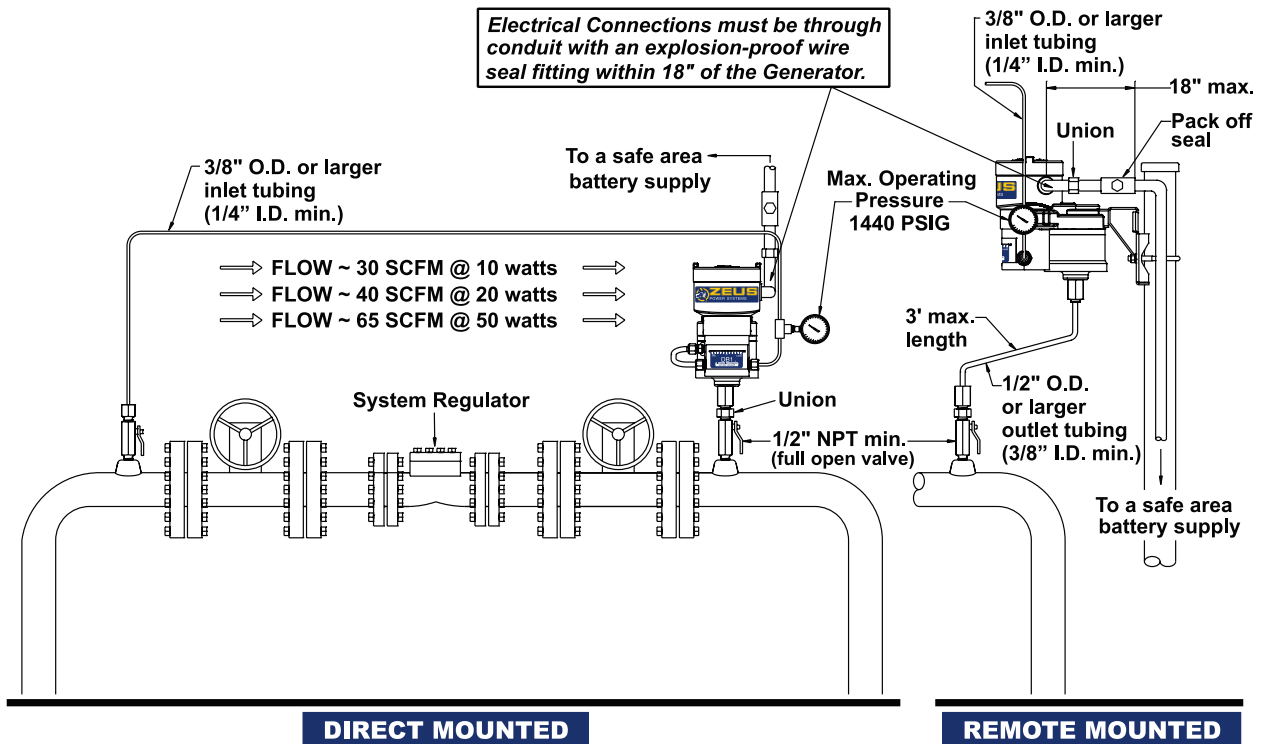 Electrical Connections must be through
conduit with an explosion-proof wire
seal fitting within 18" of the Generator.
3/8" O.D. or larger
inlet tubing
(1/4” I.D. min.)
18" max.
Union
Pack off
seal
To a safe area
battery supply
3/8" O.D. or larger
inlet tubing
(1/4” I.D. min.)
Max. Operating
Pressure
1440 PSIG
US
FLOW ~ 30 SCFM @ 10 watts
FLOW ~ 40 SCFM @ 20 watts
FLOW ~ 65 SCFM @ 50 watts
ZEUS
POWER SYSTEMS
3' max.
length
System Regulator
Union
1/2" O.D.
or larger
outlet tubing
(3/8” I.D. min.)
1/2" NPT min.
(full open valve)
To a safe area
battery supply
DIRECT MOUNTED
REMOTE MOUNTED